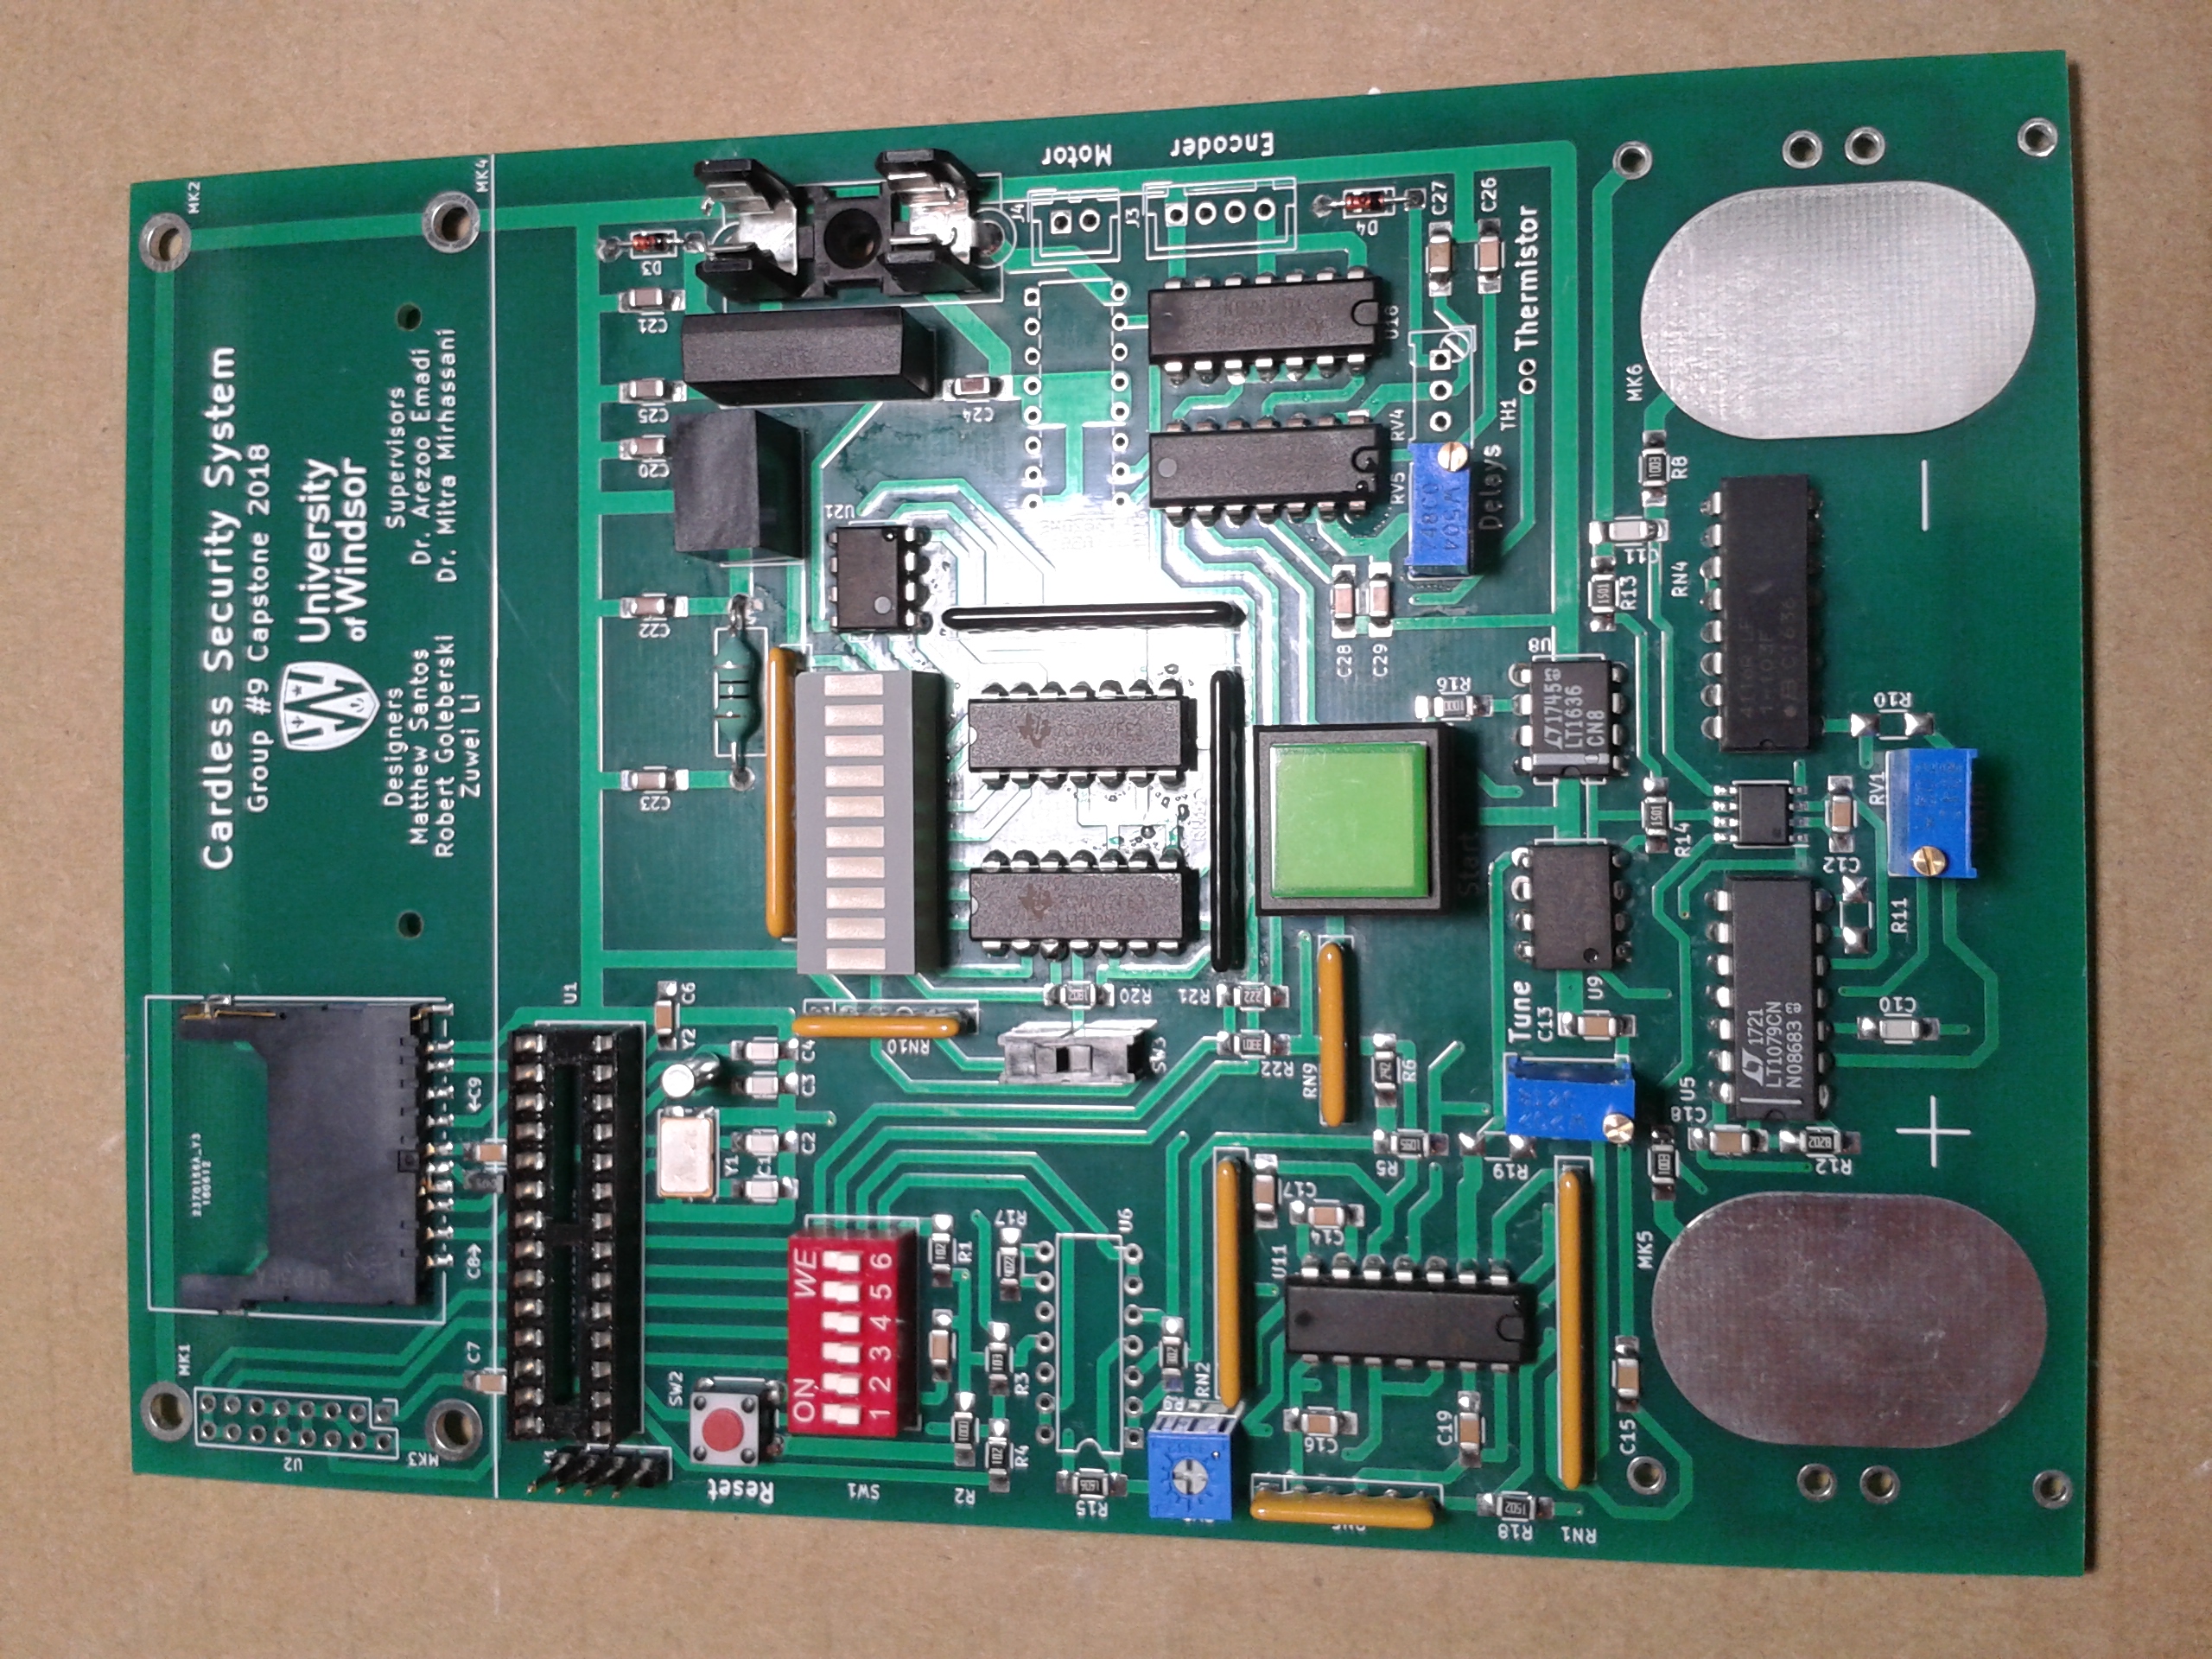 Cardless Security System
Group #9 Capstone 2018
University
of Windsor
Designers
Matthew Santos
Robert Goleberski
Zuwei Li
Supervisors
Dr. Arezoo Emadi
Dr. Mitra Mirhassani
MK2
MK4
MK1
MK3
U2
C7
C8→
←C9
U1
C6
Y2
C4
C3
C2
C1
Y1
SW2
Reset
SW1
ON WE
1 2 3 4 5 6
D3
C21
C25
C20
C22
C23
C24
U21
J4
Motor
J3
Encoder
D4
C27
C26
U16
RV4
RV5
TH1
Thermistor
Delays
C28
C29
RN10
SW3
R20
R21
R22
RN9
Start
R16
U8
LT1636
CN8
U9
C13
Tune
R6
R5
R19
R1
R17
R3
R2
R4
U6
R15
RN2
C17
C14
U11
C16
C19
R18
RN1
C15
MK5
MK6
R8
C11
R13
RN4
R10
RV1
R14
C12
R11
C10
U5
1721
LT1079CN
N08683
C18
R12
+
−